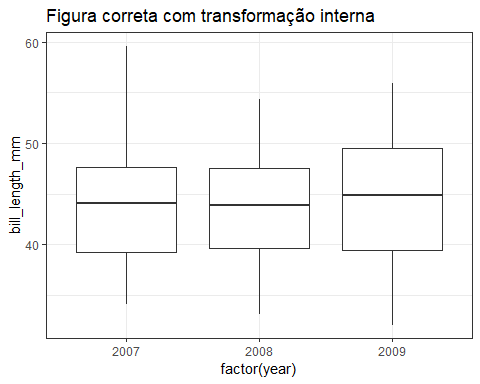 Figura correta com transformação interna
60
50
40
bill_length_mm
2007 2008 2009
factor(year)